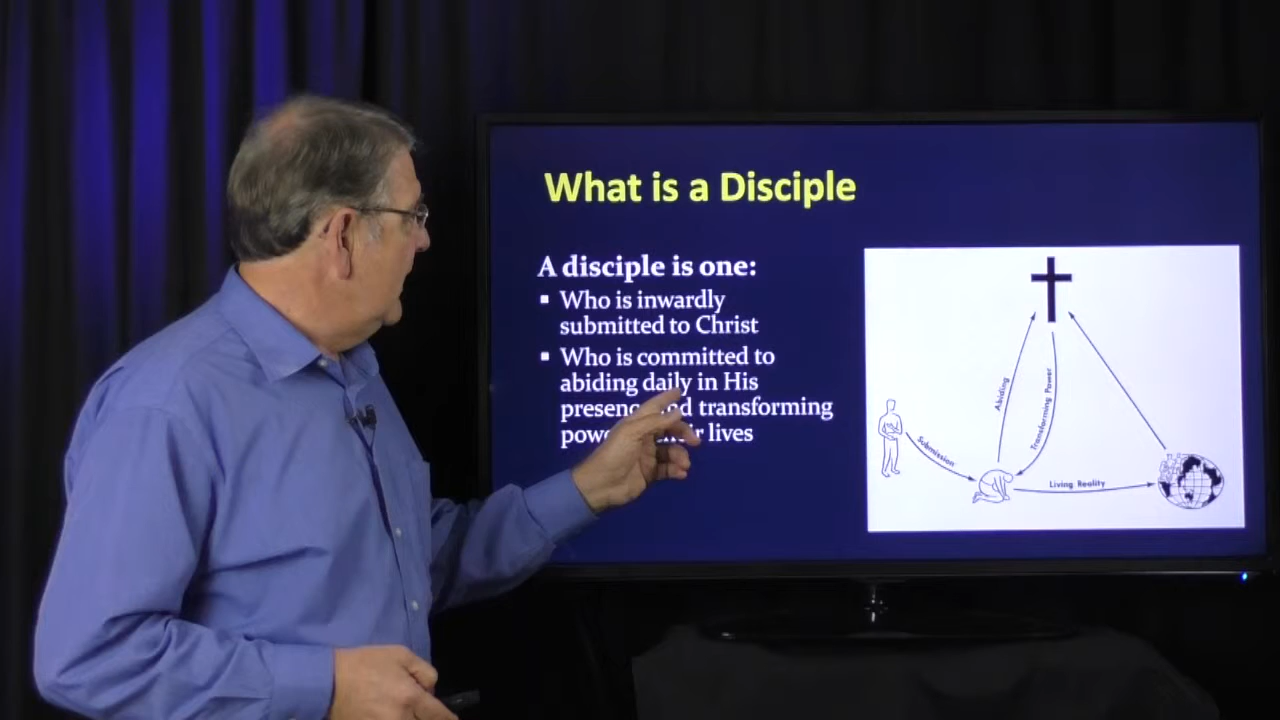 What is a Disciple
A disciple is one:
▪ Who is inwardly
submitted to Christ
▪ Who is committed to
abiding daily in His
transforming
lives
Abiding
Transforming Power
Submission
Living Reality